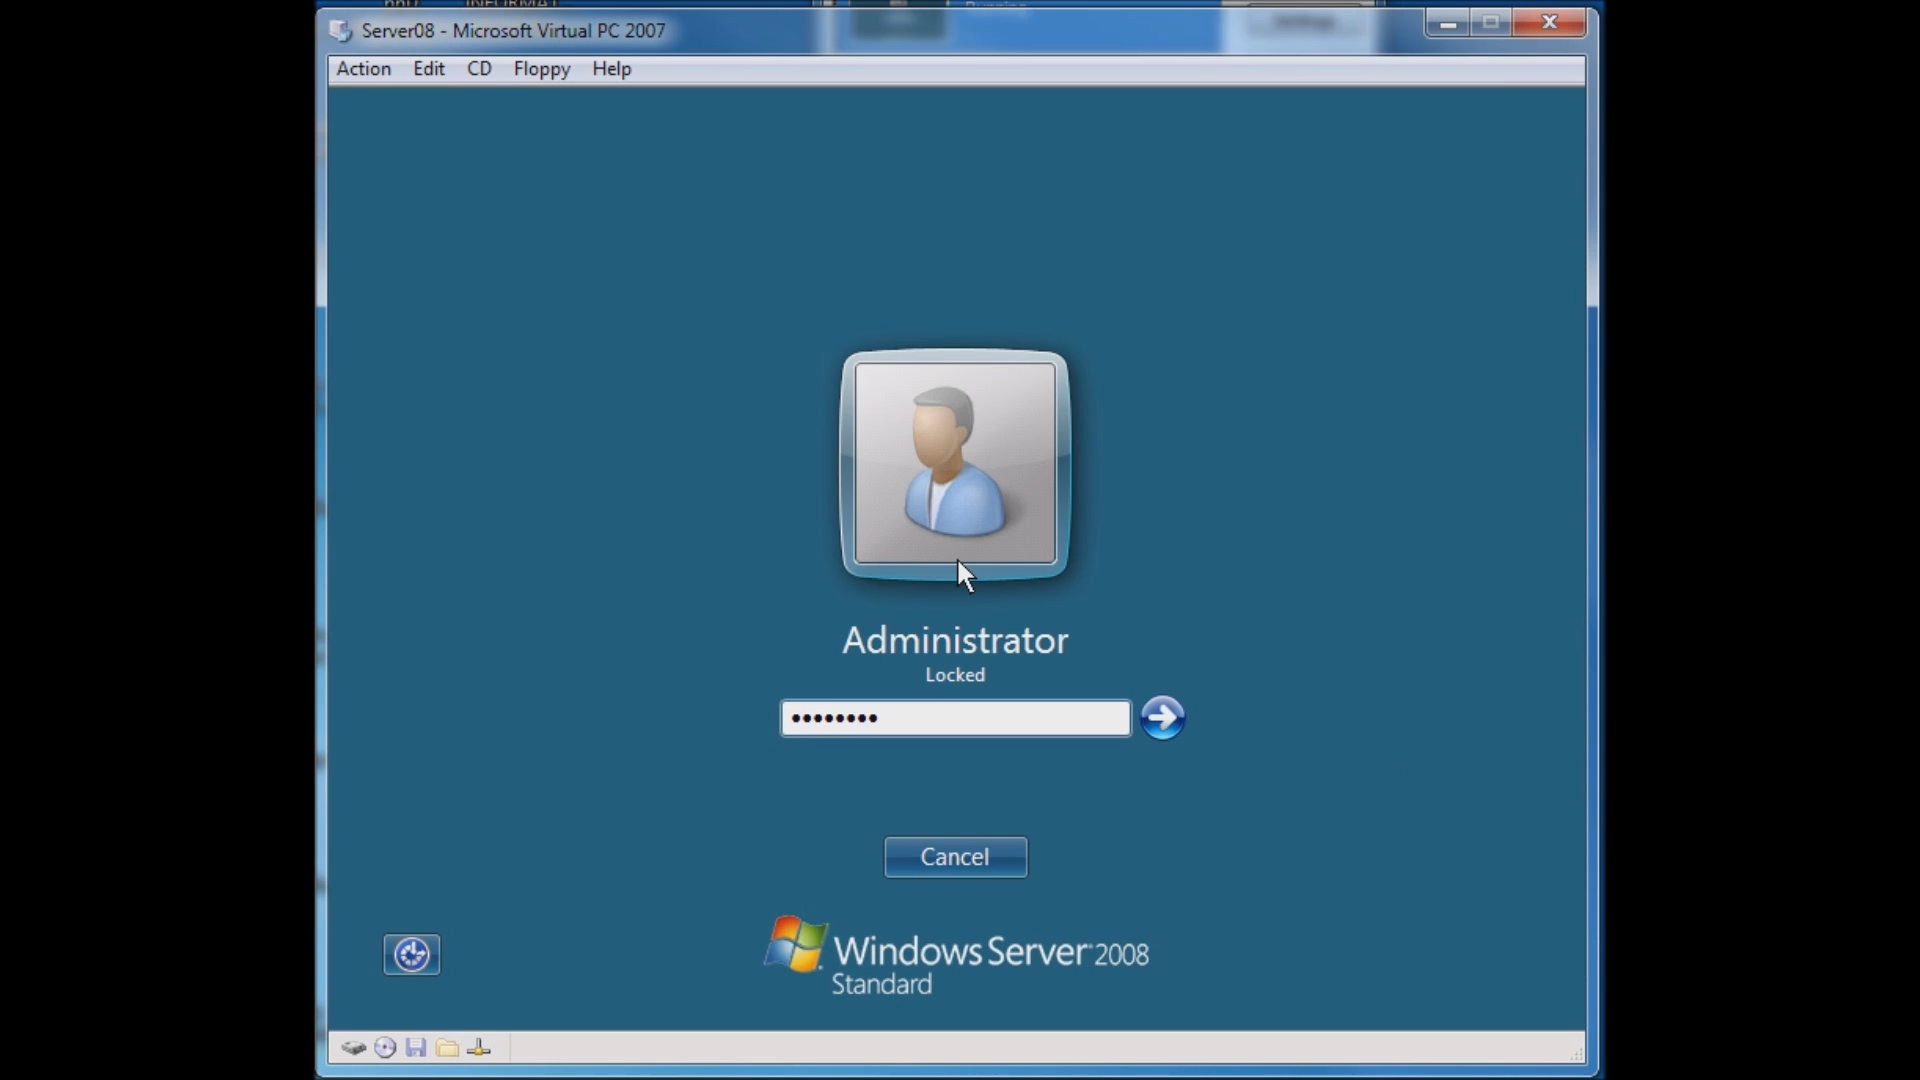 Server08 - Microsoft Virtual PC 2007
Action Edit CD Floppy Help
Administrator
Locked
Cancel
Windows Server 2008
Standard